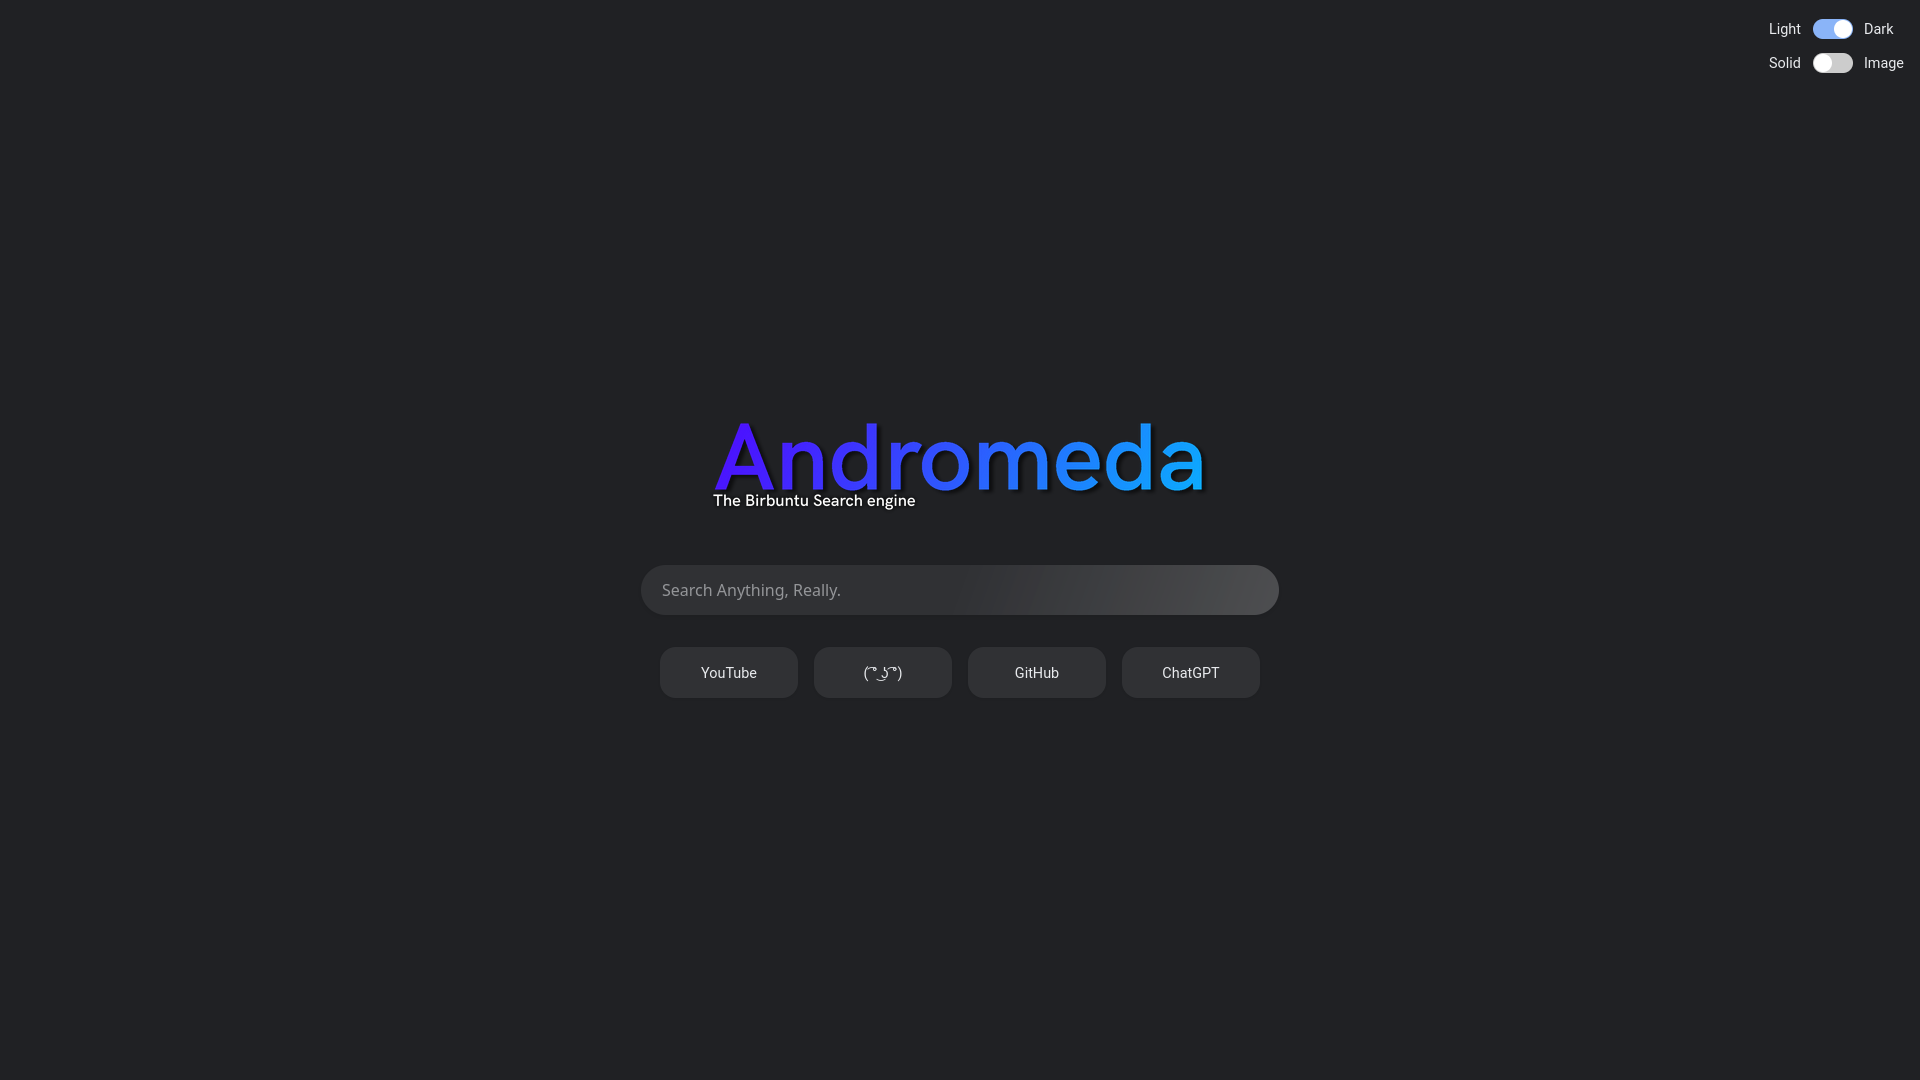 Light Dark
Solid Image
Andromeda
The Birbuntu Search engine
Search Anything, Really.
YouTube ( ͡° ͜ʖ ͡°) GitHub ChatGPT